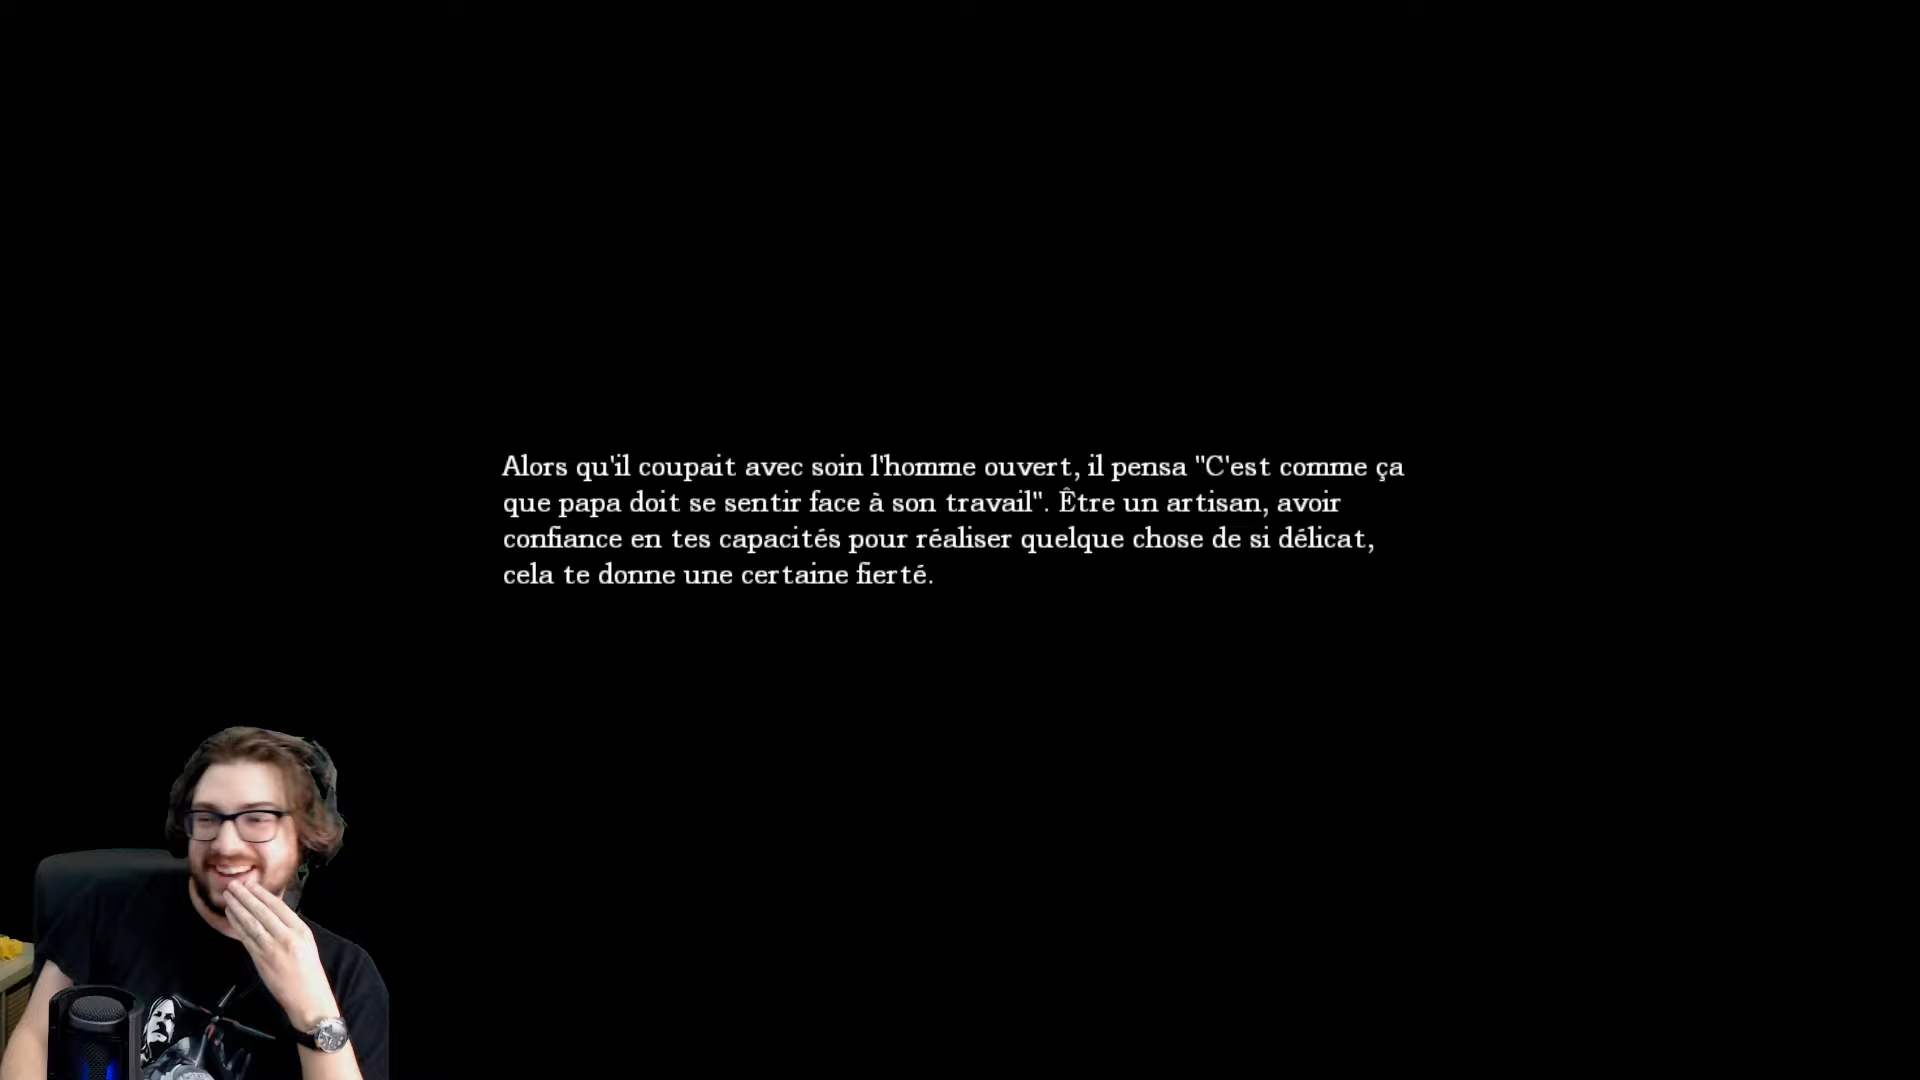 Alors qu'il coupait avec soin l'homme ouvert, il pensa "C'est comme ça
que papa doit se sentir face à son travail". Être un artisan, avoir
confiance en tes capacités pour réaliser quelque chose de si délicat,
cela te donne une certaine fierté.